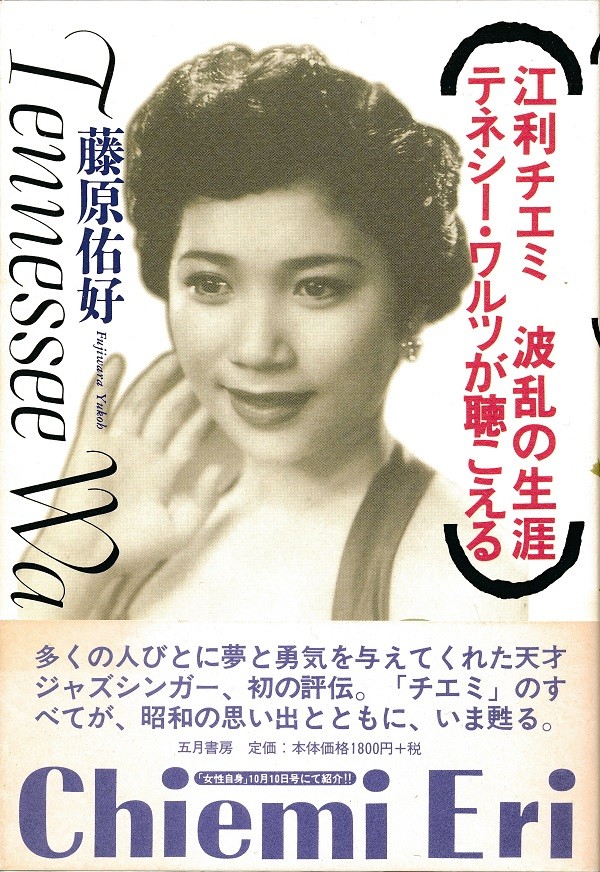 江利チエミ 波乱の生涯
テネシー・ワルツが聴こえる
藤原佑好
Fujiwara Yukoh
Tennessee Wa
多くの人びとに夢と勇気を与えてくれた天才
ジャズシンガー、初の評伝。「チエミ」のす
べてが、昭和の思い出とともに、いま甦る。
五月書房 定価：本体価格1800円+税
「女性自身」10月10日号にて紹介!!
Chiemi Eri